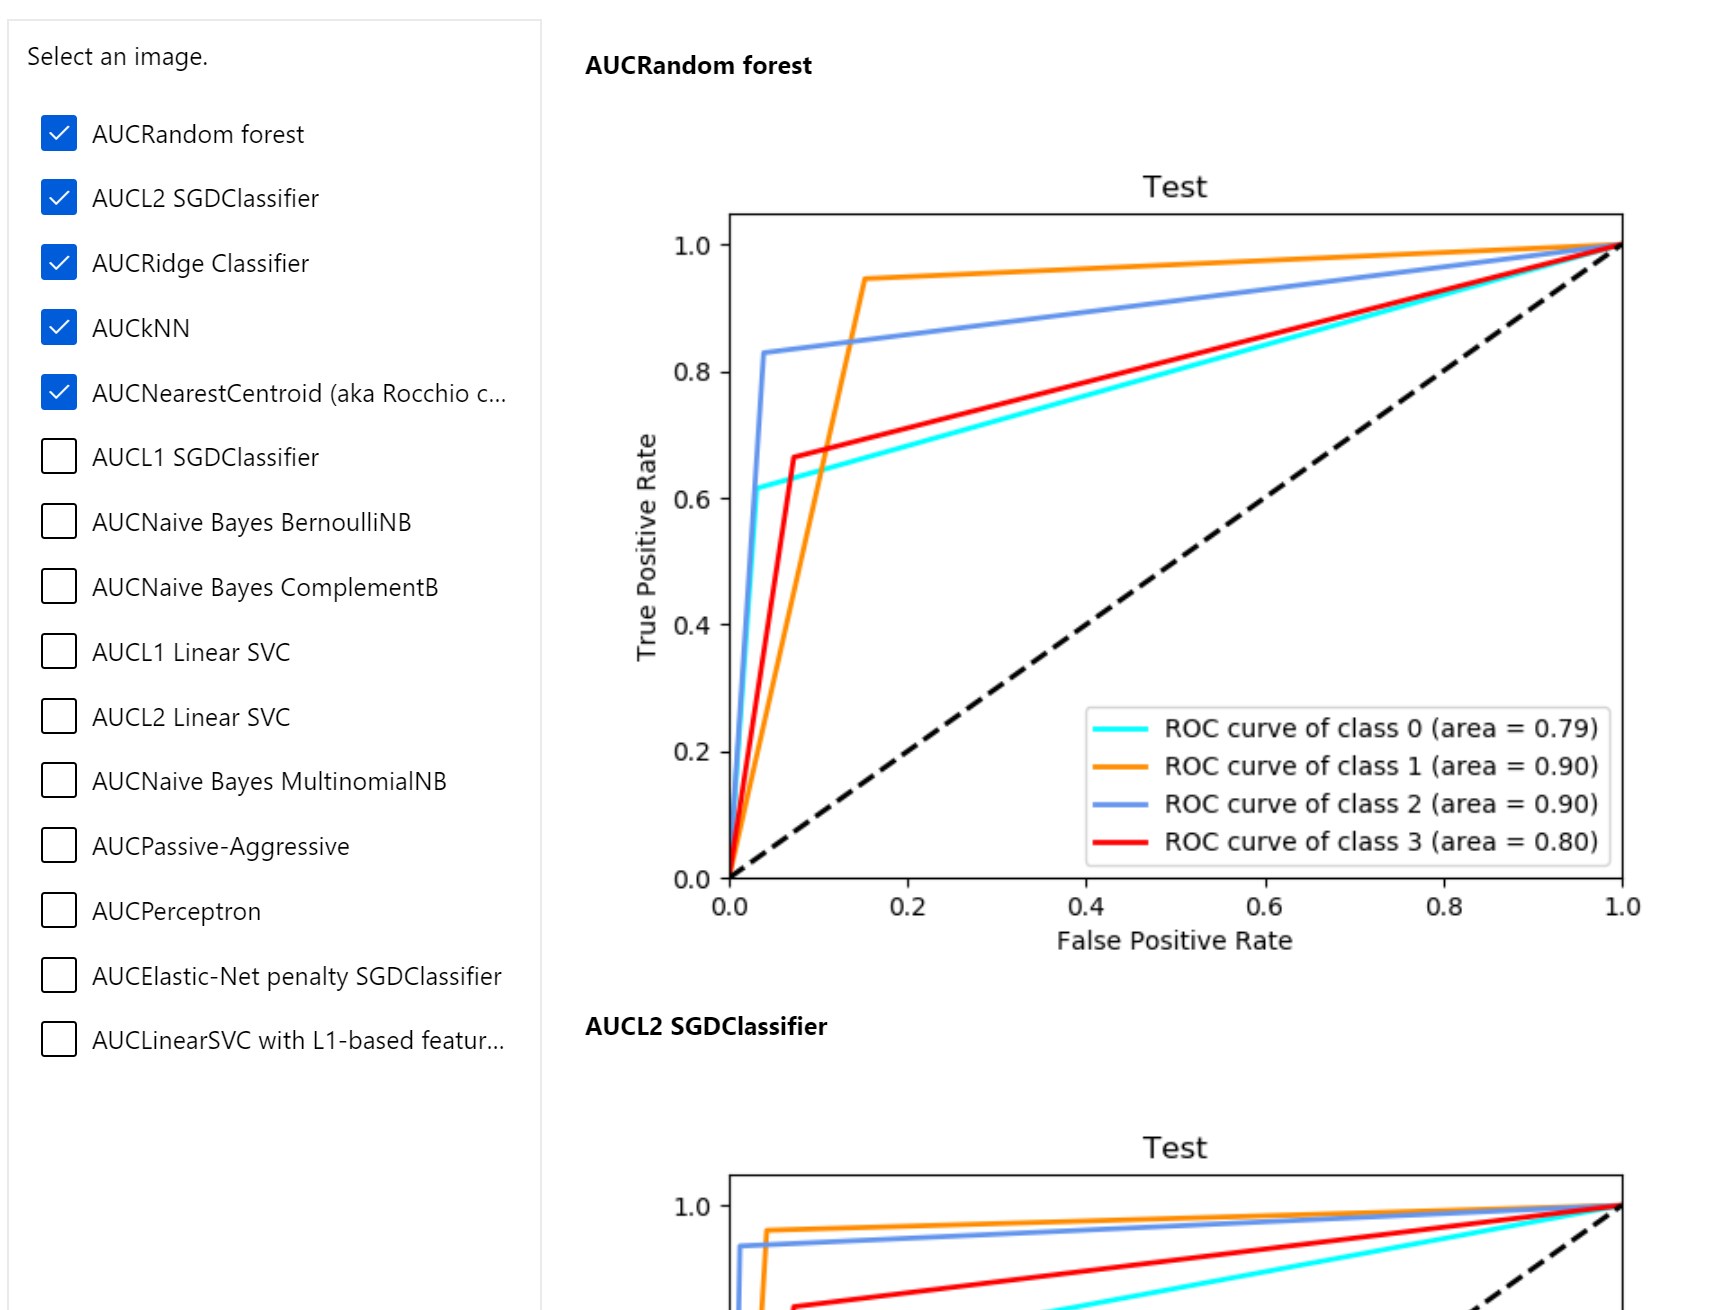 Select an image.
AUCRandom forest
AUCL2 SGDClassifier
AUCRidge Classifier
AUCkNN
AUCNearestCentroid (aka Rocchio c...
AUCL1 SGDClassifier
AUCNaive Bayes BernoulliNB
AUCNaive Bayes ComplementB
AUCL1 Linear SVC
AUCL2 Linear SVC
AUCNaive Bayes MultinomialNB
AUCPassive-Aggressive
AUCPerceptron
AUCElastic-Net penalty SGDClassifier
AUCLinearSVC with L1-based featur...
AUCRandom forest
Test
1.0
0.8
0.6
0.4
0.2
0.0
True Positive Rate
ROC curve of class 0 (area = 0.79)
ROC curve of class 1 (area = 0.90)
ROC curve of class 2 (area = 0.90)
ROC curve of class 3 (area = 0.80)
0.0 0.2 0.4 0.6 0.8 1.0
False Positive Rate
AUCL2 SGDClassifier
Test
1.0